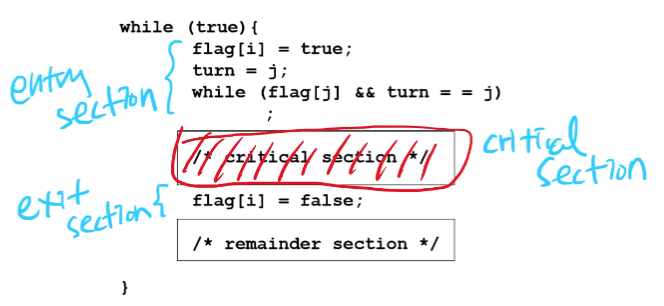 while (true){
flag[i] = true;
turn = j;
while (flag[j] && turn = = j)
;
entry
section
/* critical section */
critical
section
exit
section
flag[i] = false;
/* remainder section */
}